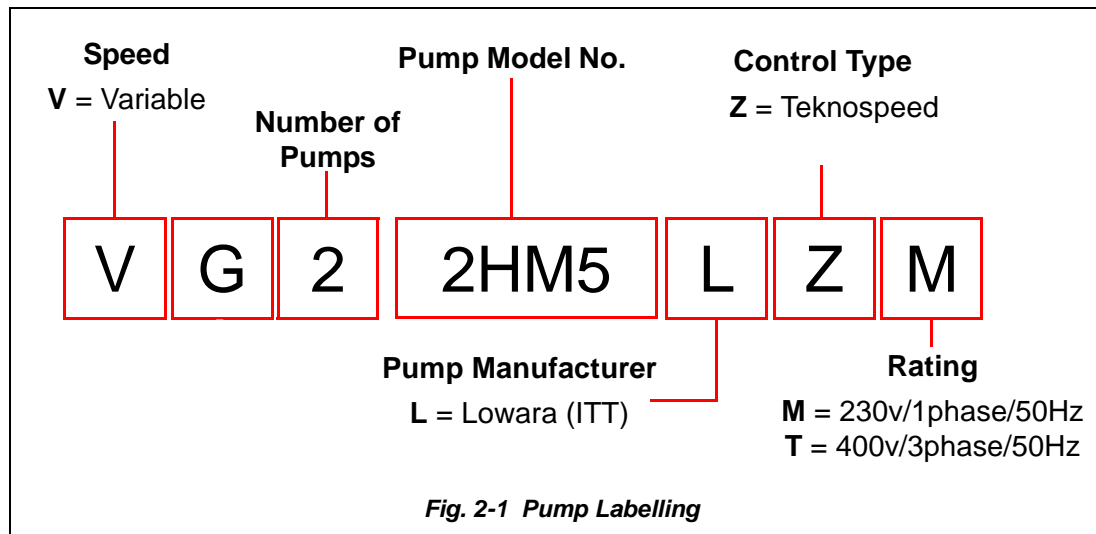 Speed
V = Variable
Number of
Pumps
Pump Model No.
Control Type
Z = Teknospeed
V G 2 2HM5 L Z M
Pump Manufacturer
L = Lowara (ITT)
Rating
M = 230v/1phase/50Hz
T = 400v/3phase/50Hz
Fig. 2-1 Pump Labelling